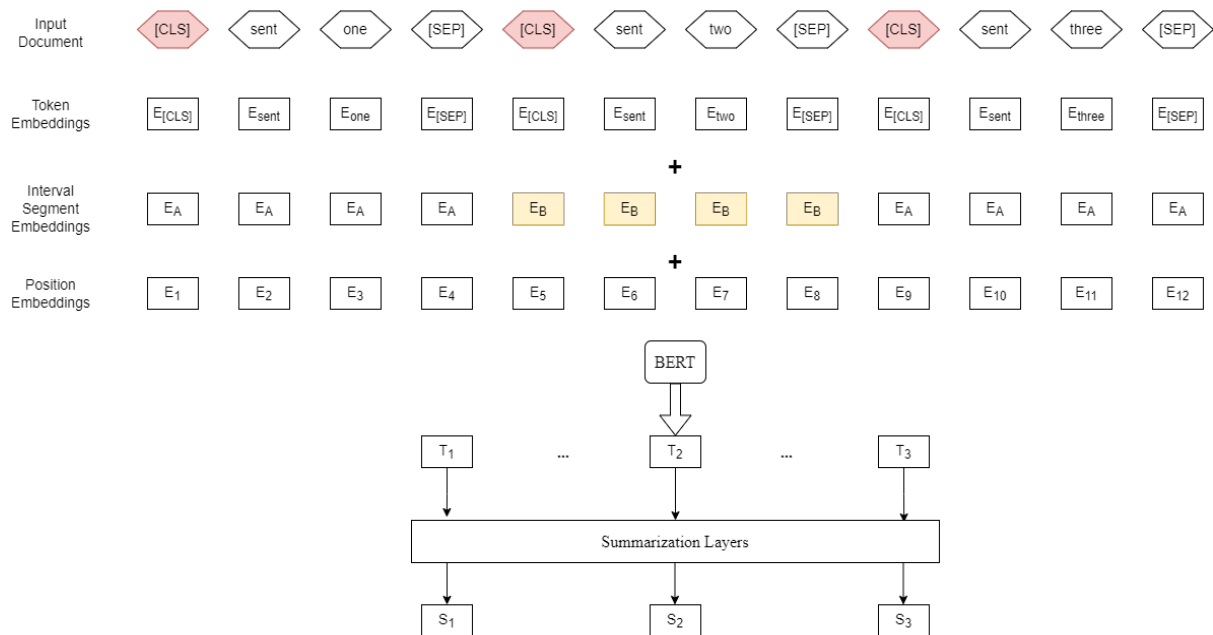 Input
Document
[CLS] sent one [SEP] [CLS] sent two [SEP] [CLS] sent three [SEP]
Token
Embeddings
E[CLS] Esent Eone E[SEP] E[CLS] Esent Etwo E[SEP] E[CLS] Esent Ethree E[SEP]
+
Interval
Segment
Embeddings
EA EA EA EA EB EB EB EB EA EA EA EA
+
Position
Embeddings
E1 E2 E3 E4 E5 E6 E7 E8 E9 E10 E11 E12
BERT
T1 ... T2 ... T3
Summarization Layers
S1 S2 S3